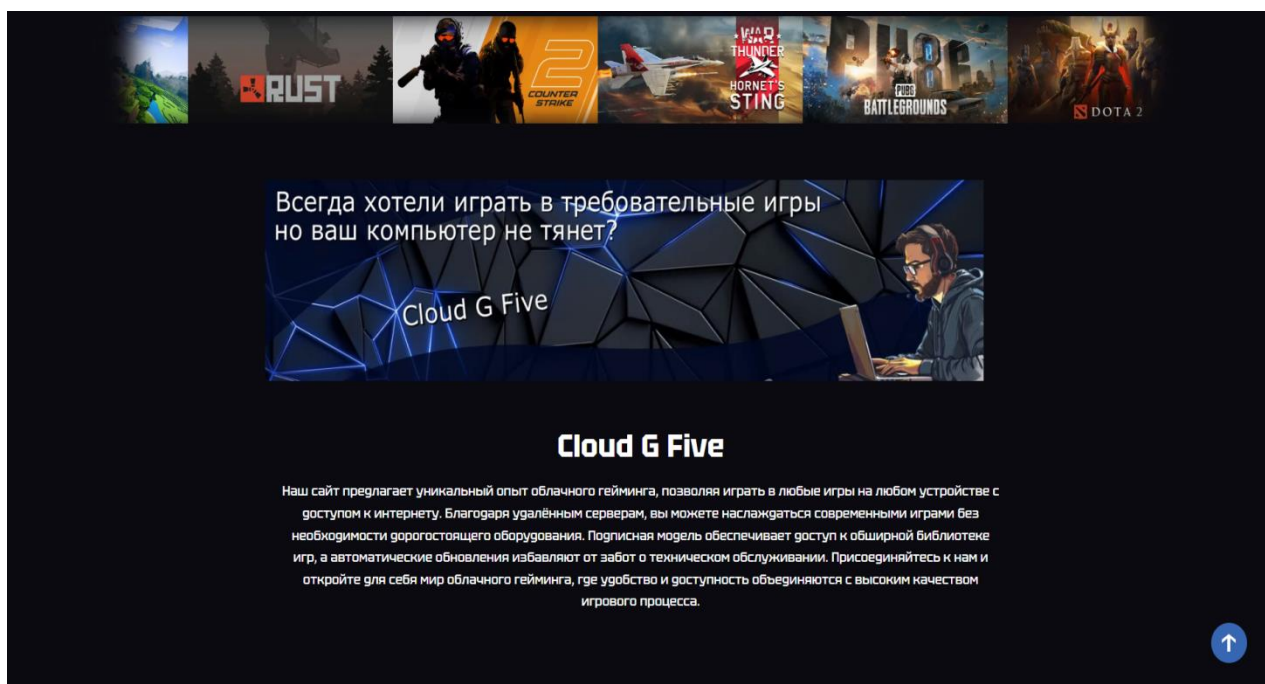 RUST
COUNTER
STRIKE
2
WAR
THUNDER
HORNET'S
STING
PUBG
PUBG
BATTLEGROUNDS
DOTA 2
Всегда хотели играть в требовательные игры
но ваш компьютер не тянет?
Cloud G Five
Cloud G Five
Наш сайт предлагает уникальный опыт облачного гейминга, позволяя играть в любые игры на любом устройстве с
доступом к интернету. Благодаря удалённым серверам, вы можете наслаждаться современными играми без
необходимости дорогостоящего оборудования. Подписная модель обеспечивает доступ к обширной библиотеке
игр, а автоматические обновления избавляют от забот о техническом обслуживании. Присоединяйтесь к нам и
откройте для себя мир облачного гейминга, где удобство и доступность объединяются с высоким качеством
игрового процесса.